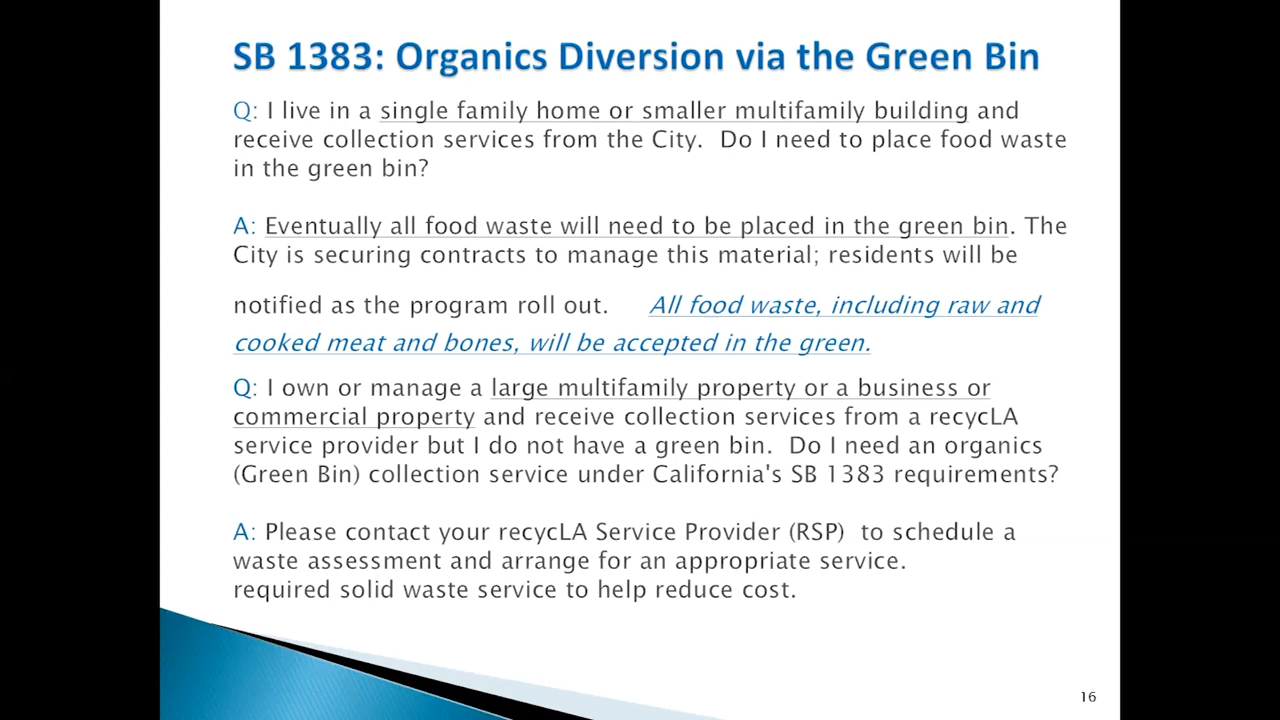 SB 1383: Organics Diversion via the Green Bin
Q: I live in a single family home or smaller multifamily building and
receive collection services from the City.  Do I need to place food waste
in the green bin?
A: Eventually all food waste will need to be placed in the green bin. The
City is securing contracts to manage this material; residents will be
notified as the program roll out.  All food waste, including raw and
cooked meat and bones, will be accepted in the green.
Q: I own or manage a large multifamily property or a business or
commercial property and receive collection services from a recycLA
service provider but I do not have a green bin.  Do I need an organics
(Green Bin) collection service under California's SB 1383 requirements?
A: Please contact your recycLA Service Provider (RSP)  to schedule a
waste assessment and arrange for an appropriate service.
required solid waste service to help reduce cost.
16